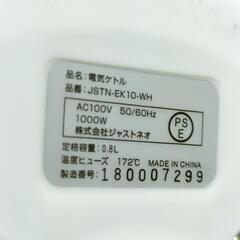 品名：電気ケトル
品番：JSTN-EK10-WH
AC100V 50/60Hz
1000W
株式会社ジャストネオ
PS
E
定格容量：0.8L
温度ヒューズ 172℃ MADE IN CHINA
製造番号：180007299